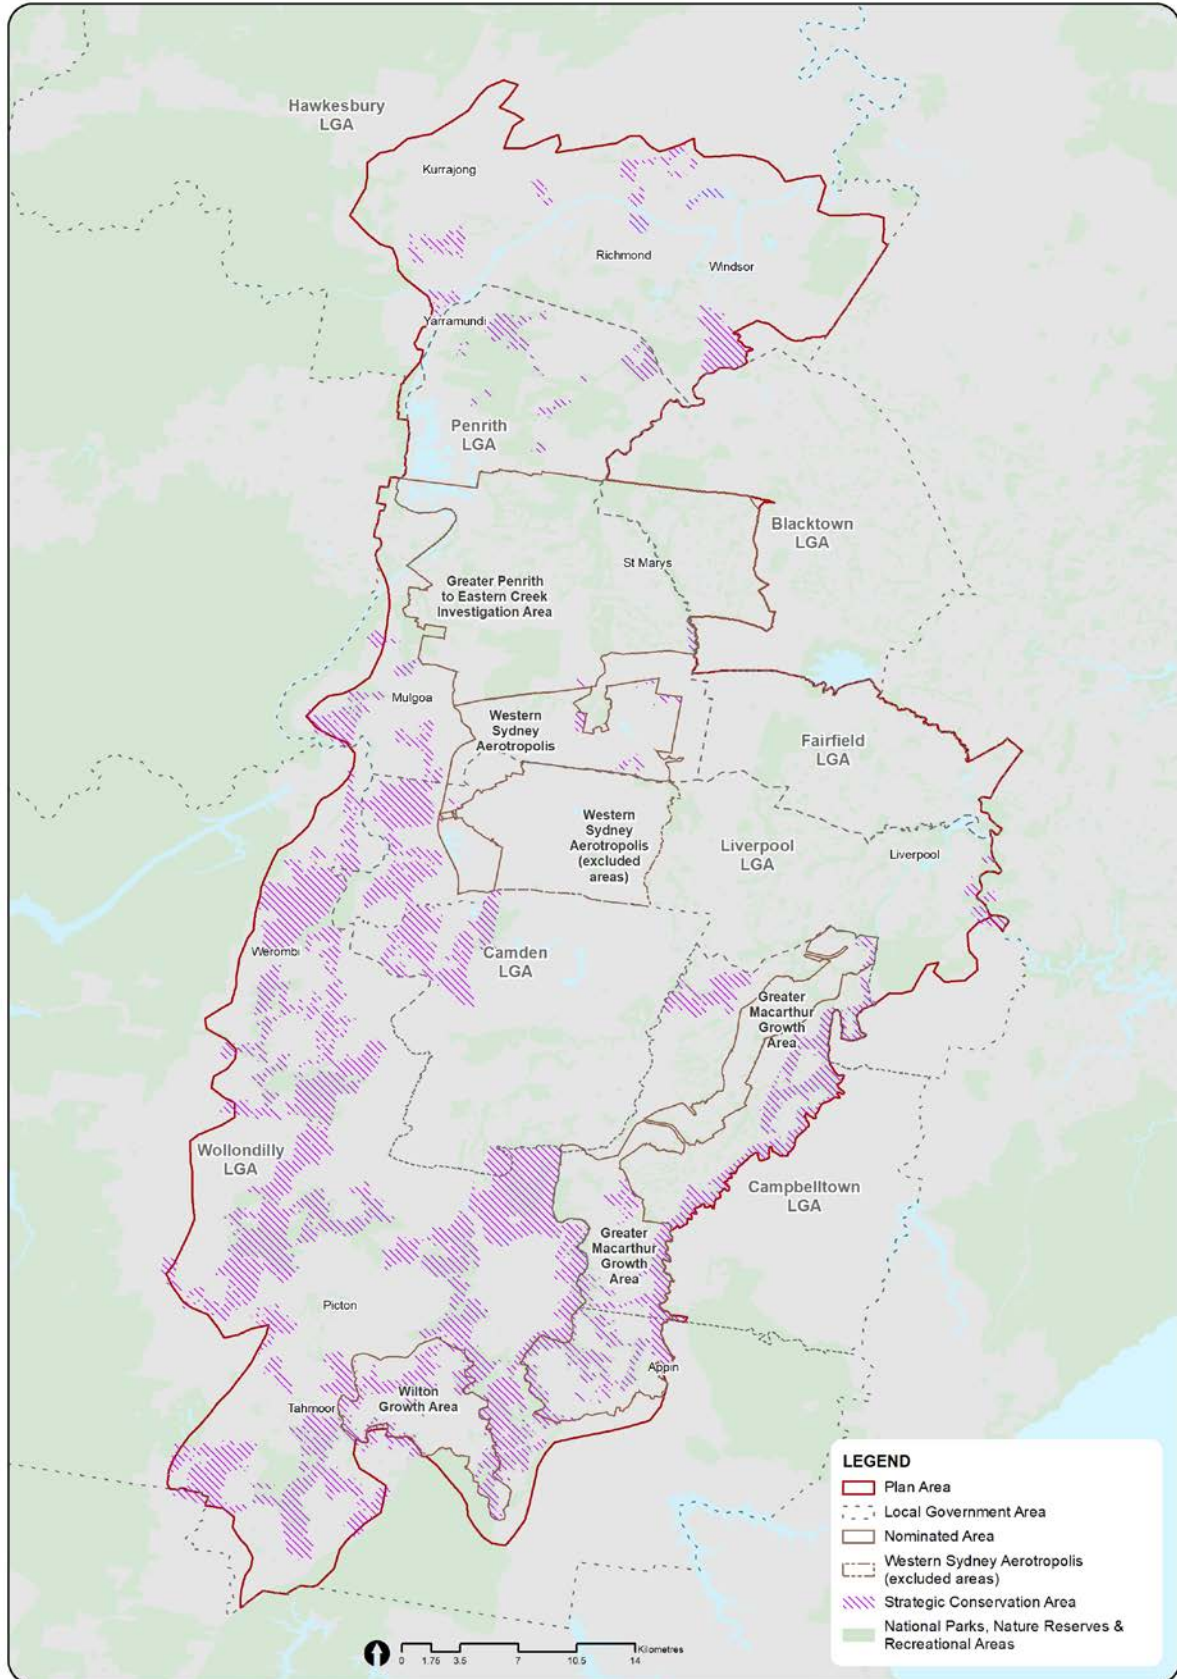 Hawkesbury
LGA
Kurrajong
Richmond
Windsor
Yarramundi
Penrith
LGA
Blacktown
LGA
St Marys
Greater Penrith
to Eastern Creek
Investigation Area
Mulgoa
Western
Sydney
Aerotropolis
Fairfield
LGA
Western
Sydney
Aerotropolis
(excluded
areas)
Liverpool
LGA
Liverpool
Werombi
Camden
LGA
Greater
Macarthur
Growth
Area
Wollondilly
LGA
Campbelltown
LGA
Greater
Macarthur
Growth
Area
Picton
Appin
Wilton
Growth Area
Tahmoor
LEGEND
Plan Area
Local Government Area
Nominated Area
Western Sydney Aerotropolis
(excluded areas)
Strategic Conservation Area
National Parks, Nature Reserves &
Recreational Areas
Kilometres
0 1.75 3.5 7 10.5 14